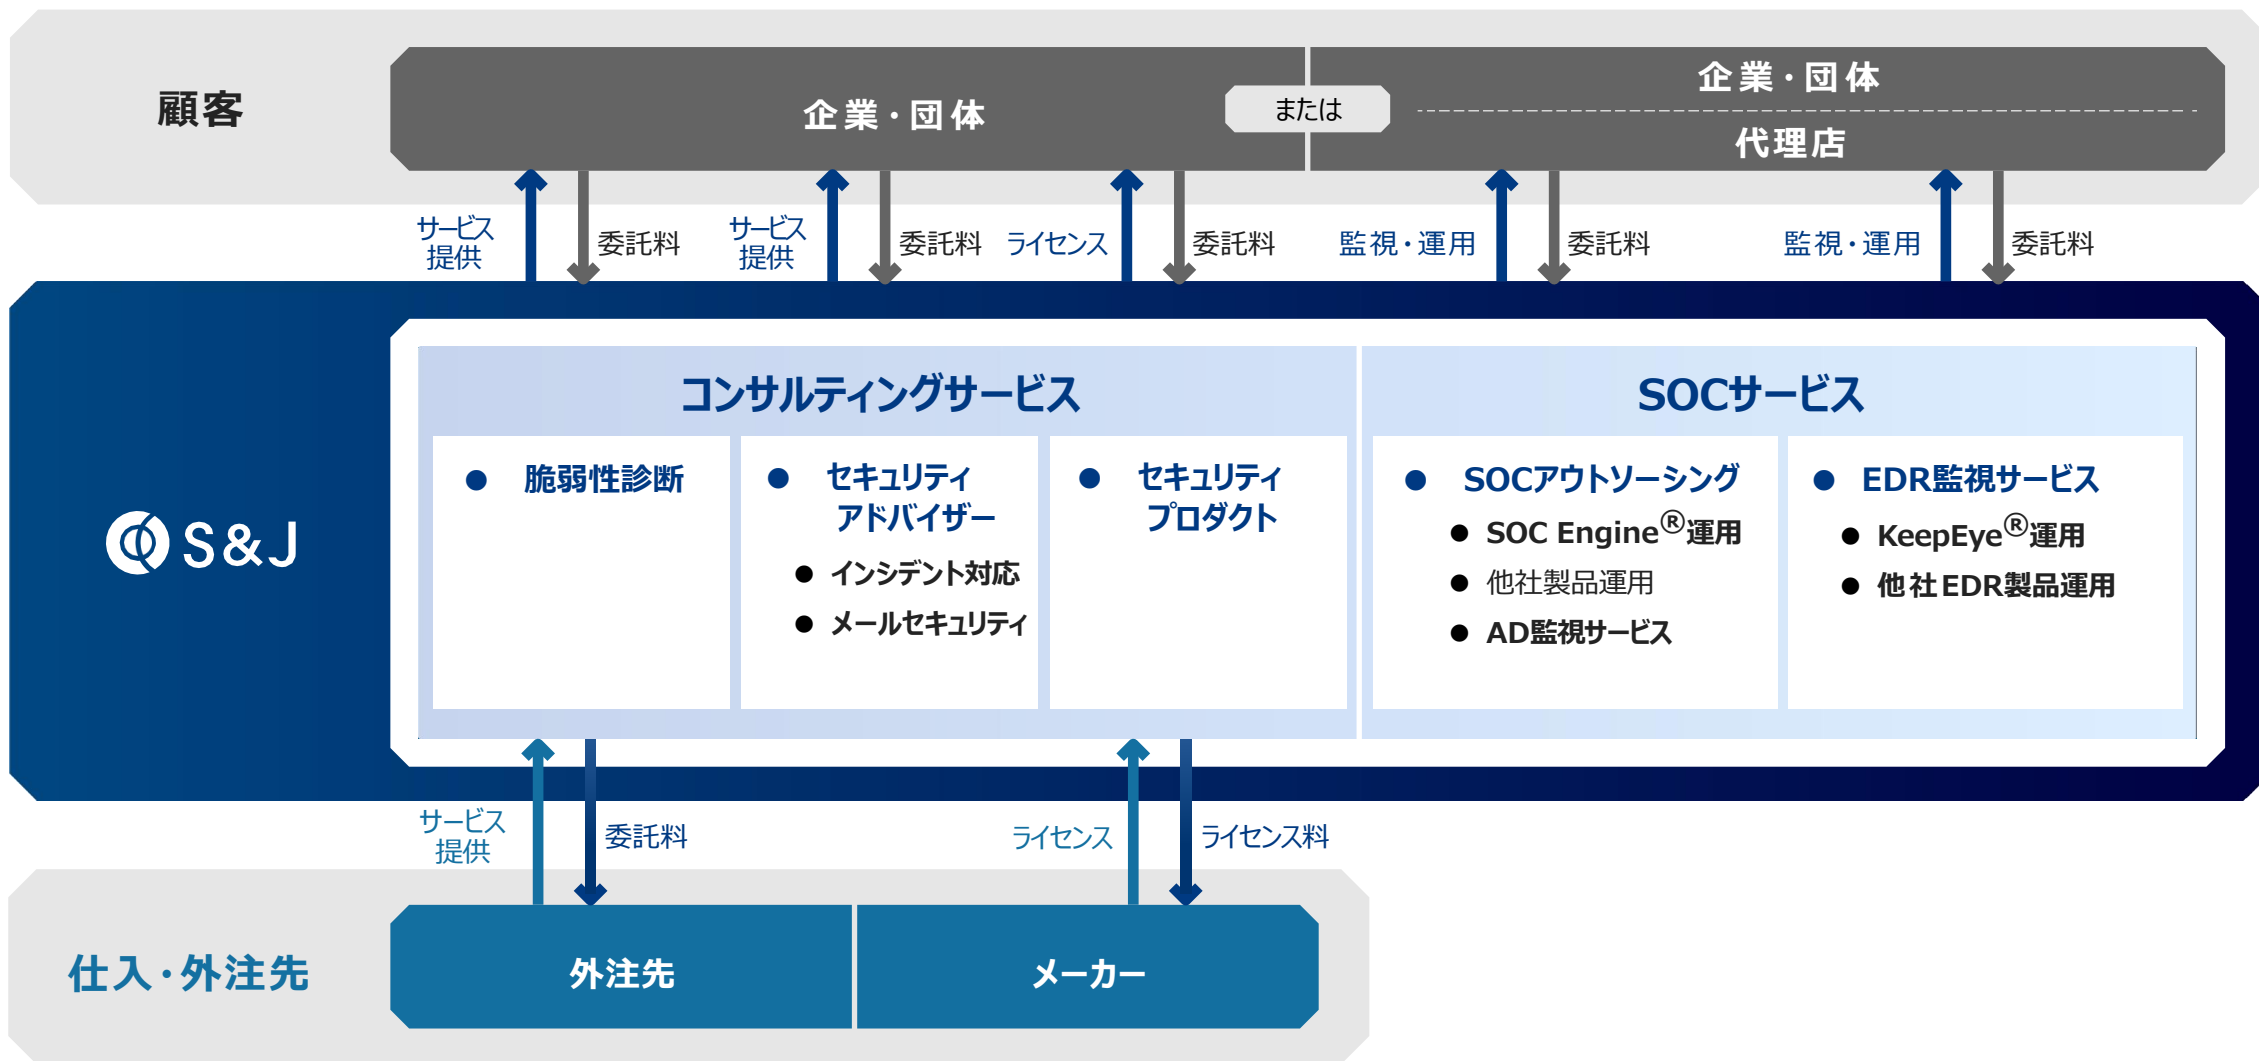 顧客
企業・団体
または
企業・団体
代理店
サービス
提供
委託料
サービス
提供
委託料
ライセンス
委託料
監視・運用
委託料
監視・運用
委託料
S&J
コンサルティングサービス
● 脆弱性診断
● セキュリティ
アドバイザー
● インシデント対応
● メールセキュリティ
● セキュリティ
プロダクト
SOCサービス
● SOCアウトソーシング
● SOC Engine®運用
● 他社製品運用
● AD監視サービス
● EDR監視サービス
● KeepEye®運用
● 他社EDR製品運用
サービス
提供
委託料
ライセンス
ライセンス料
仕入・外注先
外注先
メーカー